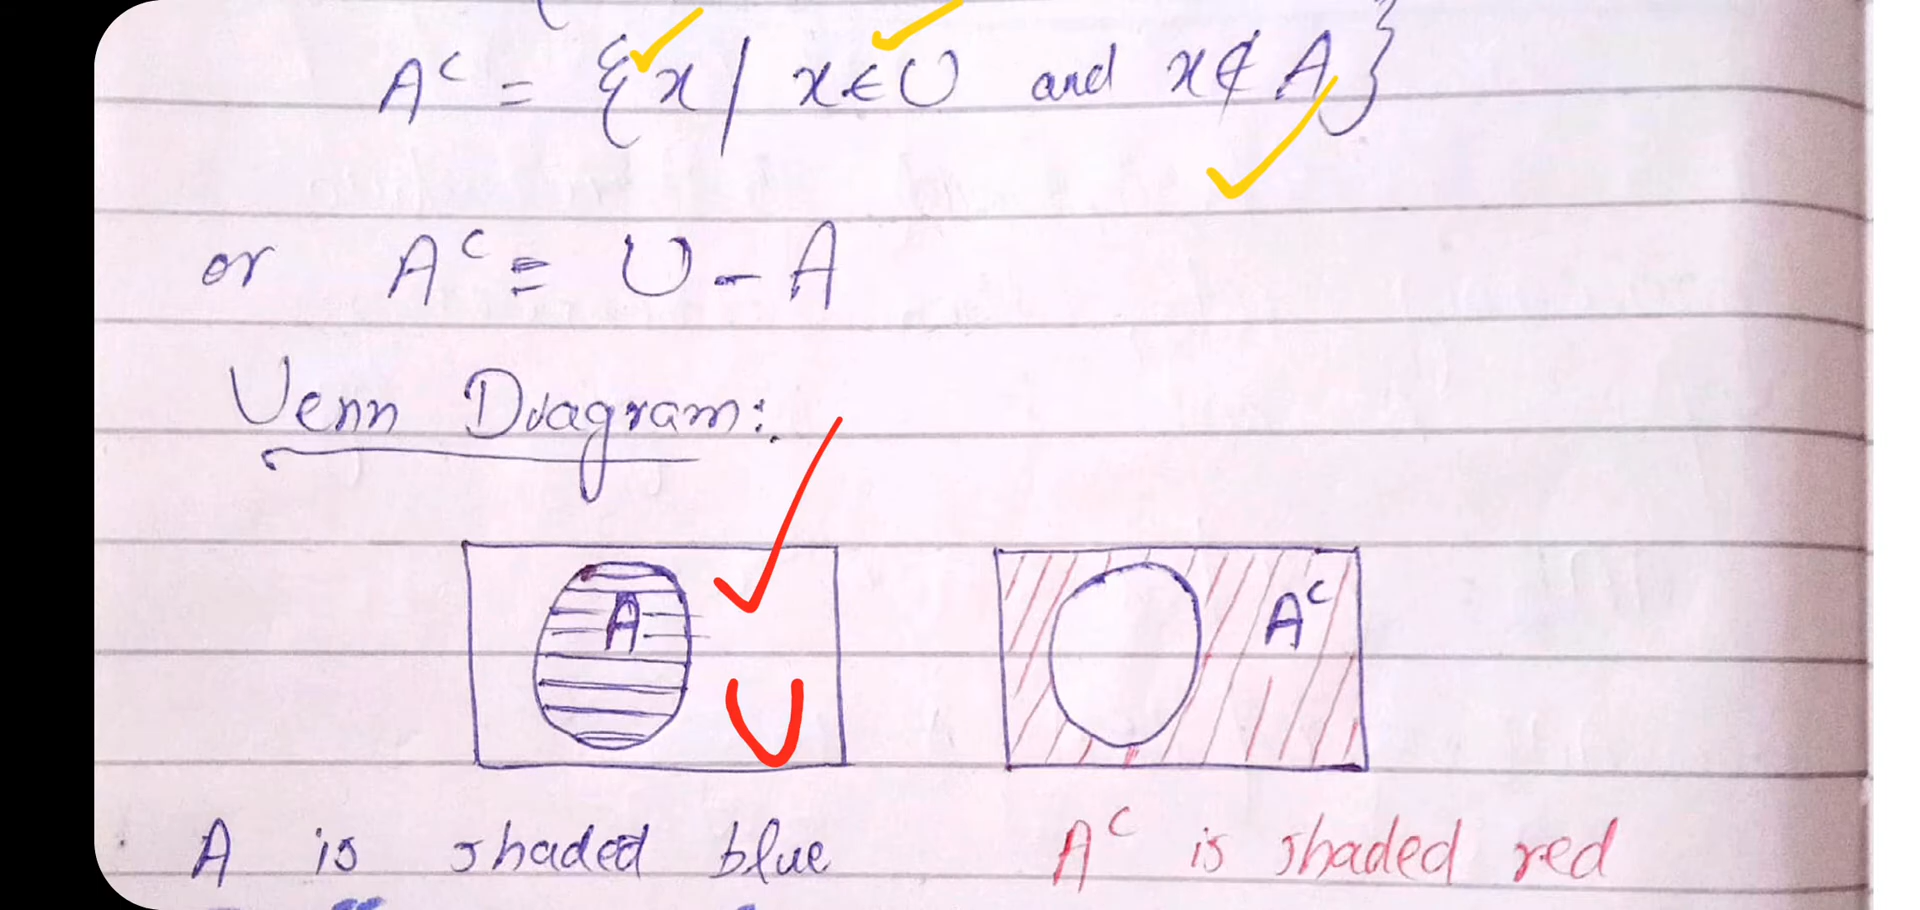 A^c = {x / x∈U and x∉A}
or A^c = U - A
Venn Diagram:
A
U
A^c
A is shaded blue
A^c is shaded red